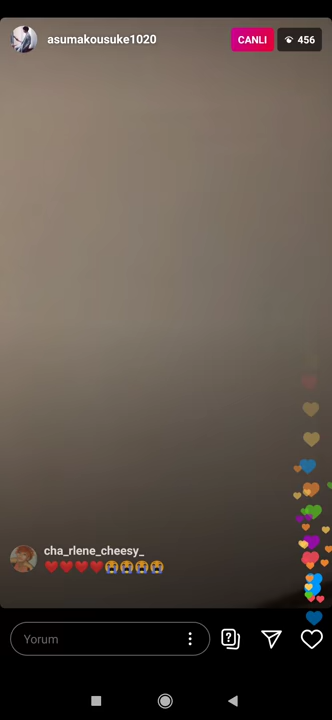 asumakousuke1020
CANLI
456
cha_rlene_cheesy_
❤️❤️❤️❤️😭😭😭😭
Yorum